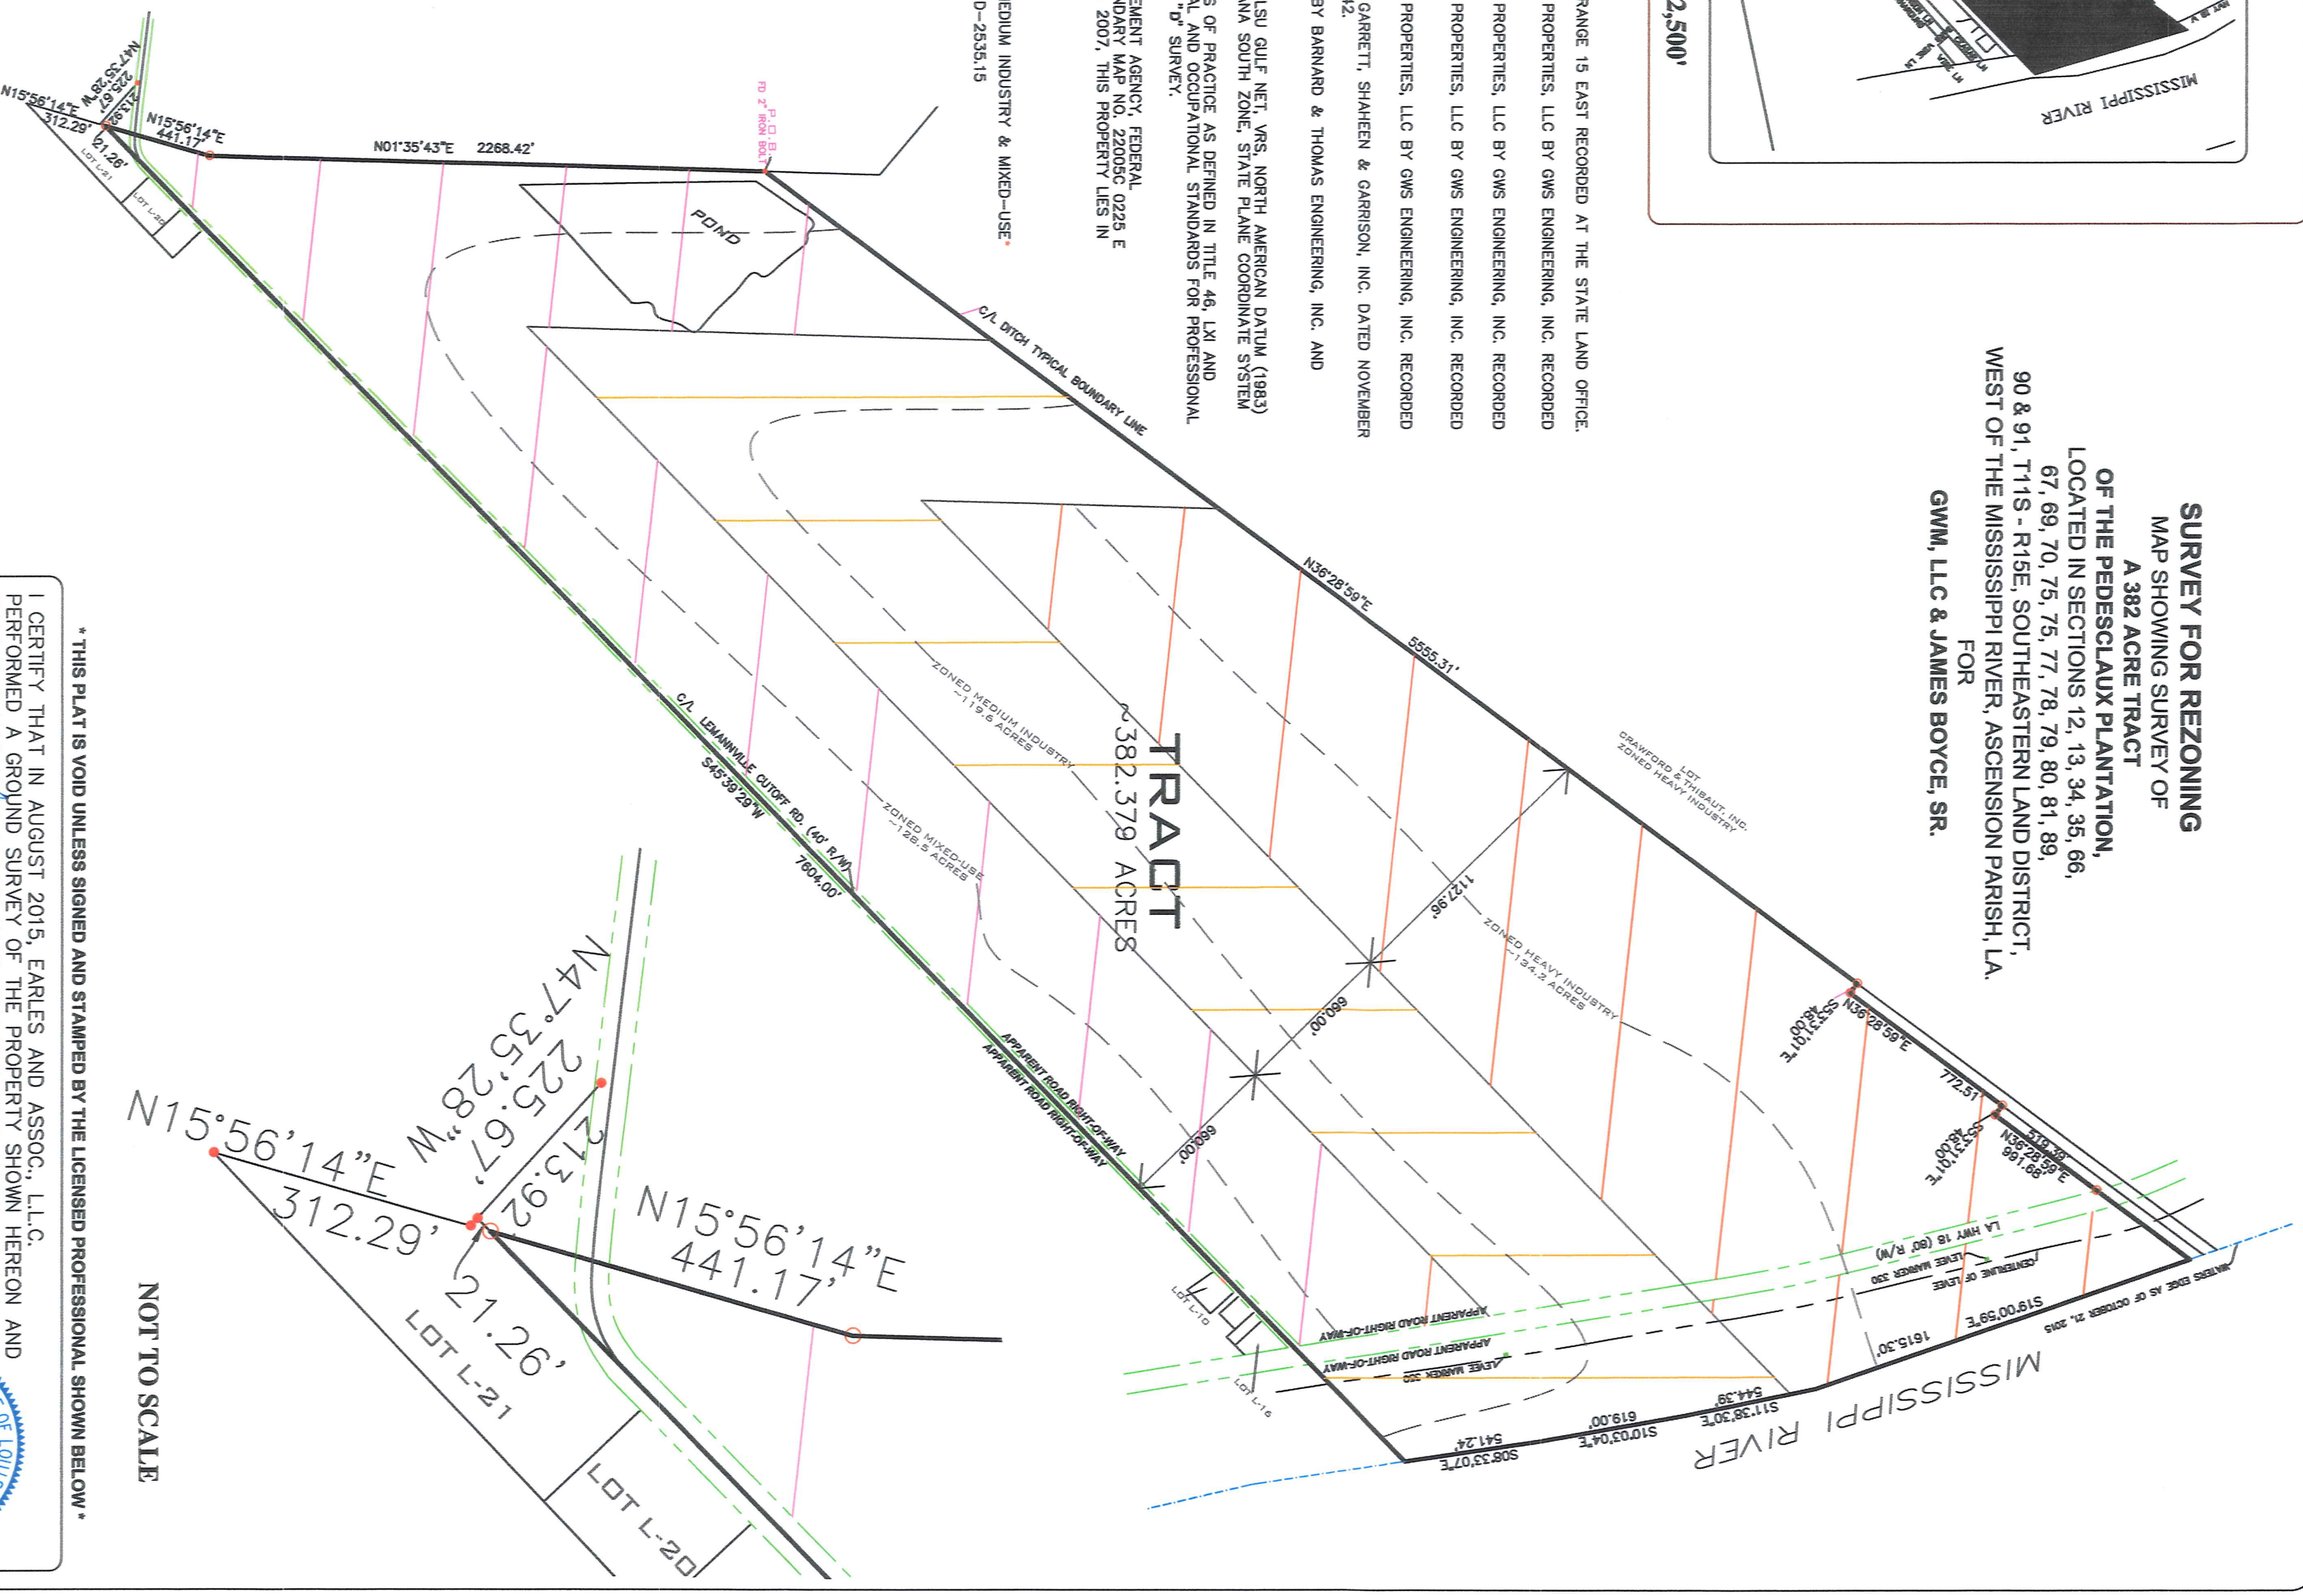 SURVEY FOR REZONING
MAP SHOWING SURVEY OF
A 382 ACRE TRACT
OF THE PEDESCLAUX PLANTATION,
LOCATED IN SECTIONS 12, 13, 34, 35, 66,
67, 69, 70, 75, 75, 77, 78, 79, 80, 81, 89,
90 & 91, T11S - R15E, SOUTHEASTERN LAND DISTRICT,
WEST OF THE MISSISSIPPI RIVER, ASCENSION PARISH, LA.
FOR
GWM, LLC & JAMES BOYCE, SR.
2,500'
MISSISSIPPI RIVER
RANGE 15 EAST RECORDED AT THE STATE LAND OFFICE.
PROPERTIES, LLC BY GWS ENGINEERING, INC. RECORDED
PROPERTIES, LLC BY GWS ENGINEERING, INC. RECORDED
PROPERTIES, LLC BY GWS ENGINEERING, INC. RECORDED
PROPERTIES, LLC BY GWS ENGINEERING, INC. RECORDED
GARRETT, SHAHEEN & GARRISON, INC. DATED NOVEMBER
42.
BY BARNARD & THOMAS ENGINEERING, INC. AND
LSU GULF NET, VRS, NORTH AMERICAN DATUM (1983)
ANA SOUTH ZONE, STATE PLANE COORDINATE SYSTEM
S OF PRACTICE AS DEFINED IN TITLE 46, LXI AND
AL AND OCCUPATIONAL STANDARDS FOR PROFESSIONAL
"D" SURVEY.
EMENT AGENCY, FEDERAL
NDARY MAP NO. 22005C 0225 E
2007, THIS PROPERTY LIES IN
MEDIUM INDUSTRY & MIXED-USE*
D-2535.15
P.O.B.
FD 2" IRON BOLT
N01°35'43"E 2268.42'
N15°56'14"E
441.17'
N47°35'28"W
225.67'
213.92'
N15°56'14"E
312.29'
21.26'
LOT L-21
LOT L-20
POND
C/L DITCH TYPICAL BOUNDARY LINE
N36°28'59"E
5555.31'
LOT
CRAWFORD & THIBAUT, INC.
ZONED HEAVY INDUSTRY
S53°31'01"E
48.00'
N36°28'59"E
772.51'
S53°31'01"E
48.00'
519.39'
N36°28'59"E
991.68'
ZONED HEAVY INDUSTRY
~134.2 ACRES
1127.96'
660.00'
660.00'
TRACT
~382.379 ACRES
ZONED MEDIUM INDUSTRY
~119.6 ACRES
ZONED MIXED-USE
~128.5 ACRES
C/L LEMANNVILLE CUTOFF RD. (40' R/W)
S45°39'29"W
7604.00'
APPARENT ROAD RIGHT-OF-WAY
APPARENT ROAD RIGHT-OF-WAY
LA HWY 18 (80' R/W)
LEVEE MARKER 330
CENTERLINE OF LEVEE
WATERS EDGE AS OF OCTOBER 21, 2015
S19°00'59"E
1615.30'
APPARENT ROAD RIGHT-OF-WAY
APPARENT ROAD RIGHT-OF-WAY
LEVEE MARKER 350
544.39'
S11°38'30"E
619.00'
S10°03'04"E
541.24'
S08°33'07"E
MISSISSIPPI RIVER
LOT L-10
LOT L-16
N47°35'28"W
225.67'
213.92'
N15°56'14"E
312.29'
N15°56'14"E
441.17'
21.26'
LOT L-21
LOT L-20
NOT TO SCALE
*THIS PLAT IS VOID UNLESS SIGNED AND STAMPED BY THE LICENSED PROFESSIONAL SHOWN BELOW*
I CERTIFY THAT IN AUGUST 2015, EARLES AND ASSOC., L.L.C.
PERFORMED A GROUND SURVEY OF THE PROPERTY SHOWN HEREON AND